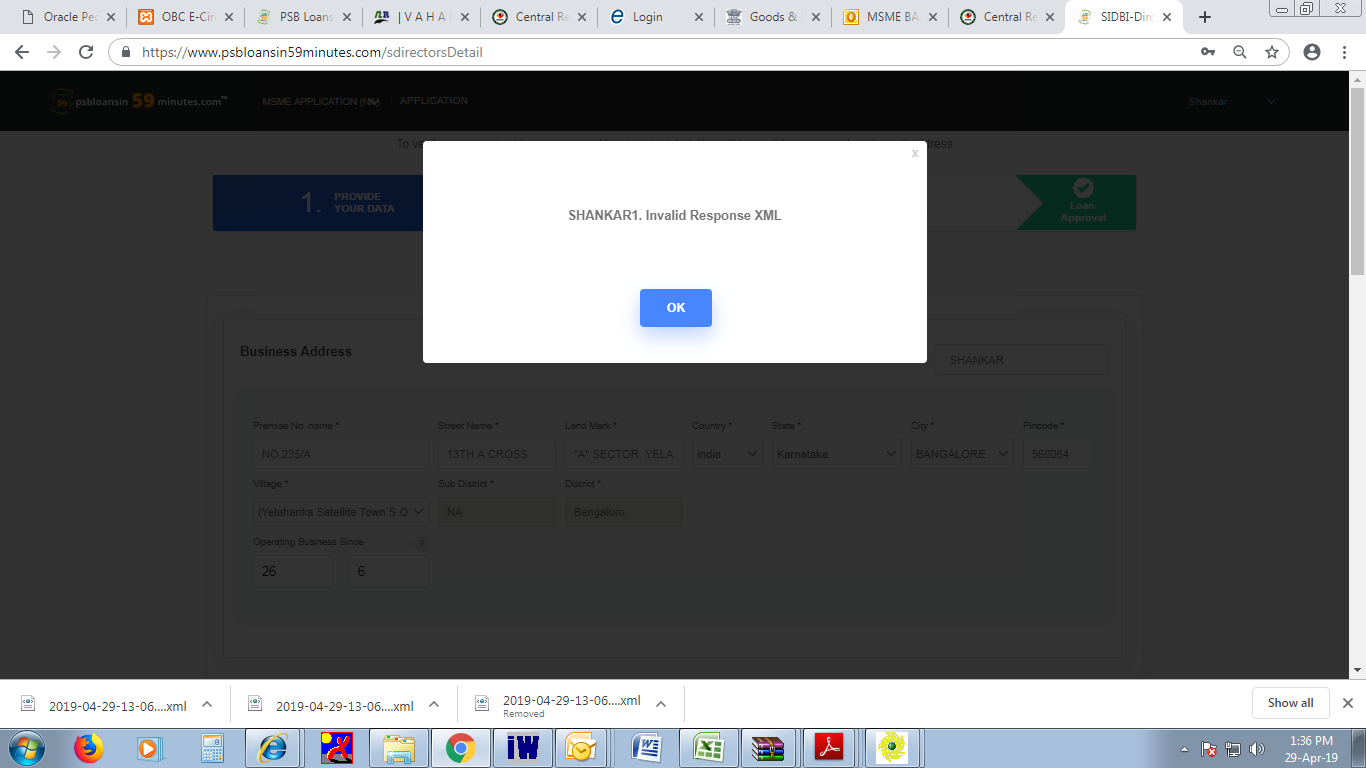 Oracle Pe
OBC E-Cir
PSB Loans
| V A H A
Central Re
Login
Goods &
MSME BA
Central Re
SIDBI-Dire
https://www.psbloansin59minutes.com/sdirectorsDetail
psbloansin 59 minutes.com™
MSME APPLICATION
APPLICATION
Shankar
To
1. PROVIDE
YOUR DATA
Loan
Approval
x
SHANKAR1. Invalid Response XML
OK
Business Address
SHANKAR
Premise No. name *
Street Name *
Land Mark *
Country *
State *
City *
Pincode *
NO.235/A
13TH A CROSS
"A" SECTOR, YELA
India
Karnataka
BANGALORE
560064
Village *
Sub District *
District *
(Yelahanka Satellite Town S.O
NA
Bengaluru
Operating Business Since
?
26
6
2019-04-29-13-06....xml
2019-04-29-13-06....xml
2019-04-29-13-06....xml
Removed
Show all
1:36 PM
29-Apr-19